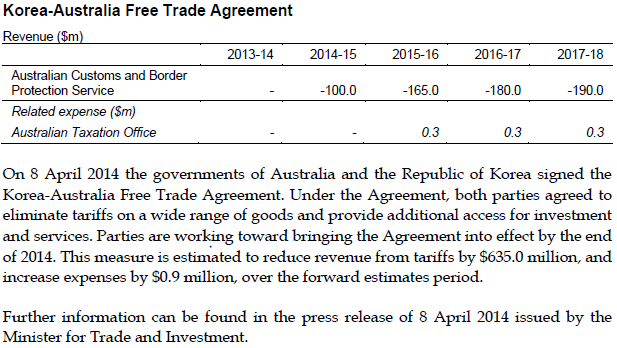 Korea-Australia Free Trade Agreement
Revenue ($m)
2013-14 2014-15 2015-16 2016-17 2017-18
Australian Customs and Border
Protection Service - -100.0 -165.0 -180.0 -190.0
Related expense ($m)
Australian Taxation Office - - 0.3 0.3 0.3
On 8 April 2014 the governments of Australia and the Republic of Korea signed the
Korea-Australia Free Trade Agreement. Under the Agreement, both parties agreed to
eliminate tariffs on a wide range of goods and provide additional access for investment
and services. Parties are working toward bringing the Agreement into effect by the end
of 2014. This measure is estimated to reduce revenue from tariffs by $635.0 million, and
increase expenses by $0.9 million, over the forward estimates period.
Further information can be found in the press release of 8 April 2014 issued by the
Minister for Trade and Investment.